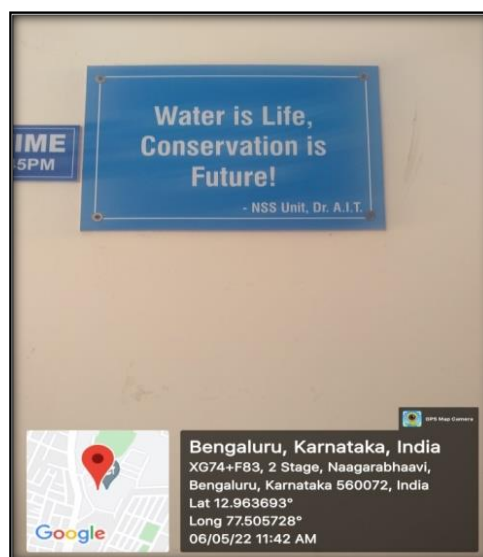 IME
5PM
Water is Life,
Conservation is
Future!
- NSS Unit, Dr. A.I.T.
GPS Map Camera
Bengaluru, Karnataka, India
XG74+F83, 2 Stage, Naagarabhaavi,
Bengaluru, Karnataka 560072, India
Lat 12.963693°
Long 77.505728°
06/05/22 11:42 AM
Google